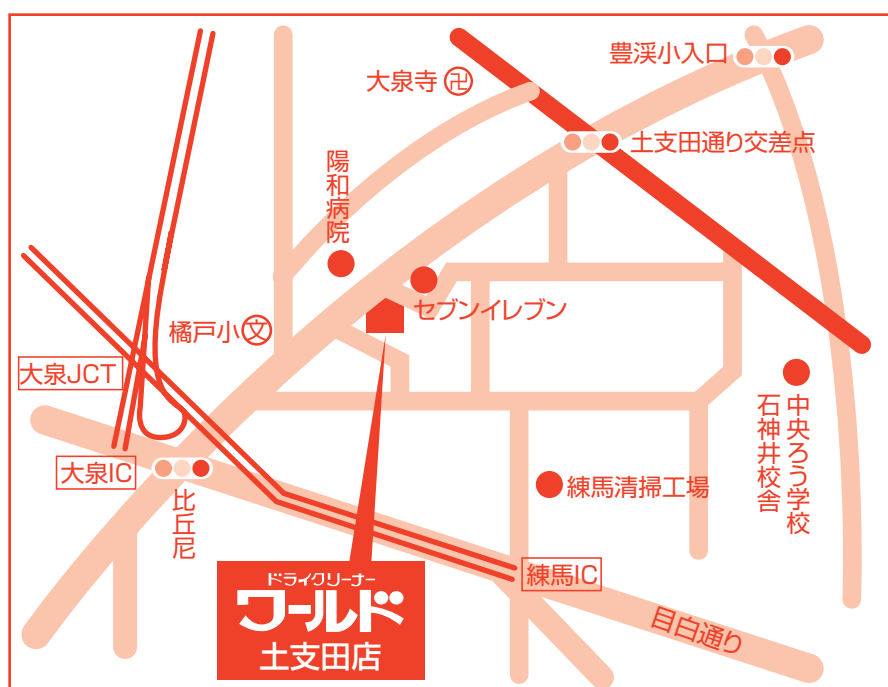 豊渓小入口
大泉寺 卍
土支田通り交差点
陽和病院
セブンイレブン
橘戸小 文
大泉JCT
中央ろう学校
石神井校舎
大泉IC
練馬清掃工場
比丘尼
練馬IC
目白通り
ドライクリーナー
ワールド
土支田店